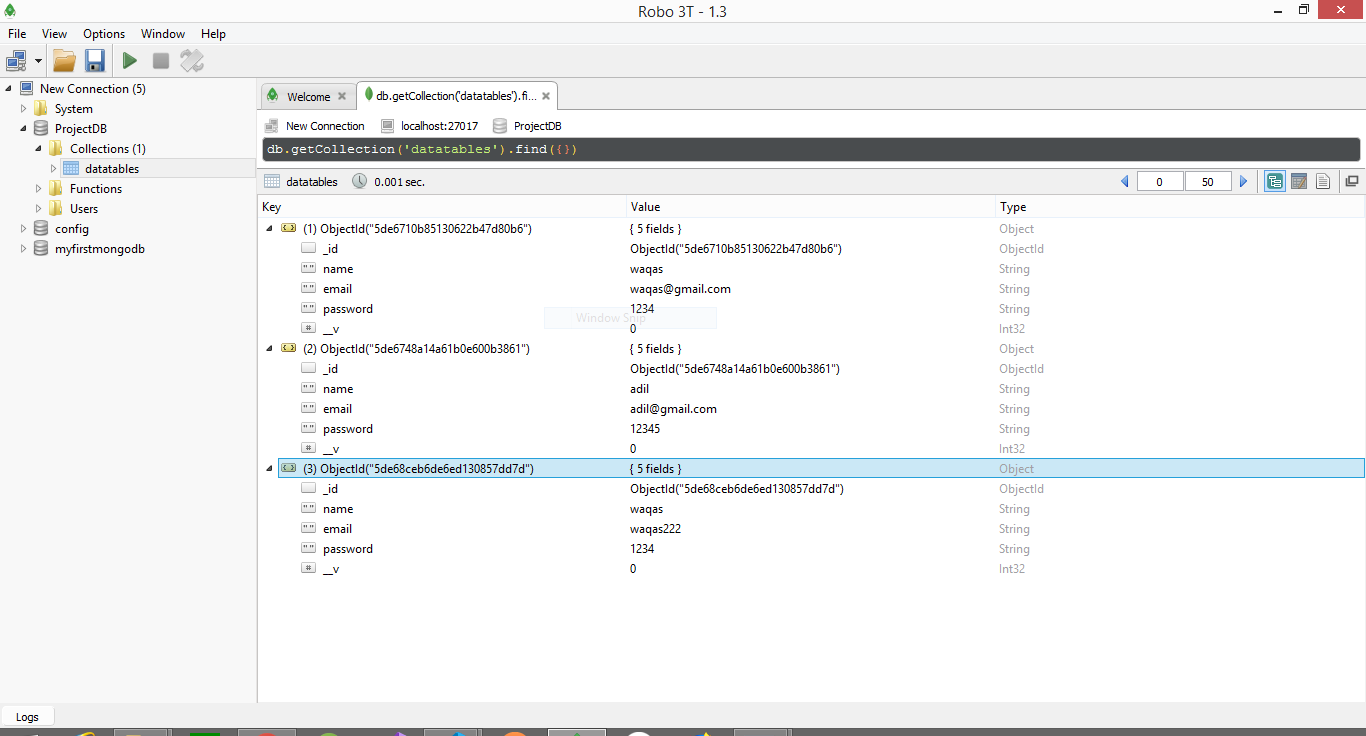 Robo 3T - 1.3
File View Options Window Help
New Connection (5)
System
ProjectDB
Collections (1)
datatables
Functions
Users
config
myfirstmongodb
Welcome db.getCollection('datatables').fi...
New Connection localhost:27017 ProjectDB
db.getCollection('datatables').find({})
datatables 0.001 sec. 0 50
Key Value Type
(1) ObjectId("5de6710b85130622b47d80b6") { 5 fields } Object
_id ObjectId("5de6710b85130622b47d80b6") ObjectId
name waqas String
email waqas@gmail.com String
password 1234 String
Window Snip
__v 0 Int32
(2) ObjectId("5de6748a14a61b0e600b3861") { 5 fields } Object
_id ObjectId("5de6748a14a61b0e600b3861") ObjectId
name adil String
email adil@gmail.com String
password 12345 String
__v 0 Int32
(3) ObjectId("5de68ceb6de6ed130857dd7d") { 5 fields } Object
_id ObjectId("5de68ceb6de6ed130857dd7d") ObjectId
name waqas String
email waqas222 String
password 1234 String
__v 0 Int32
Logs